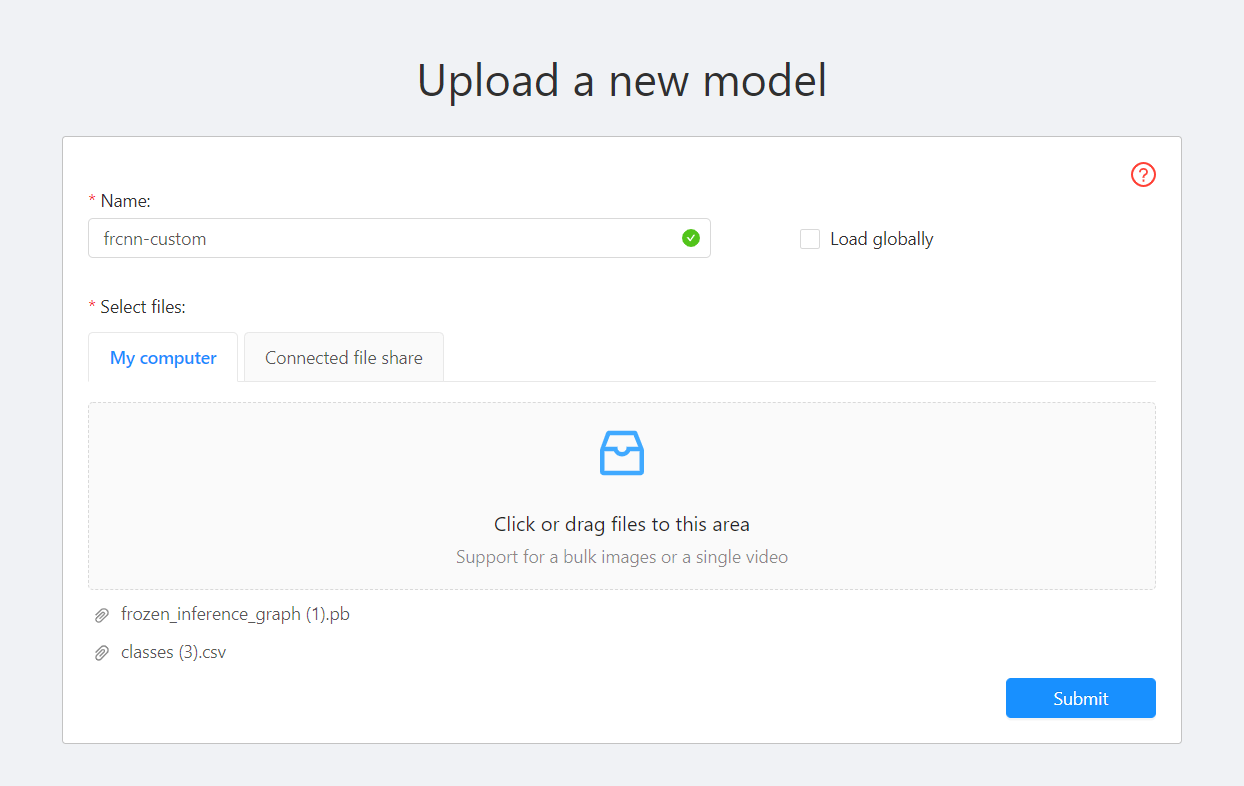 Upload a new model
?
* Name:
frcnn-custom
Load globally
* Select files:
My computer
Connected file share
Click or drag files to this area
Support for a bulk images or a single video
frozen_inference_graph (1).pb
classes (3).csv
Submit